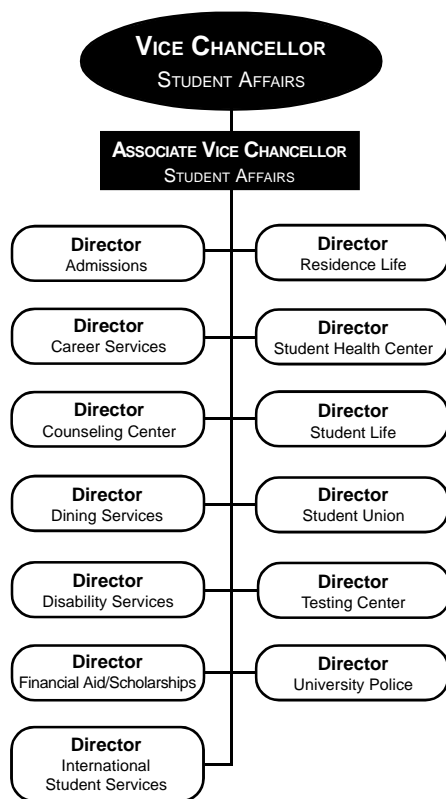 VICE CHANCELLOR
STUDENT AFFAIRS
ASSOCIATE VICE CHANCELLOR
STUDENT AFFAIRS
Director
Admissions
Director
Residence Life
Director
Career Services
Director
Student Health Center
Director
Counseling Center
Director
Student Life
Director
Dining Services
Director
Student Union
Director
Disability Services
Director
Testing Center
Director
Financial Aid/Scholarships
Director
University Police
Director
International
Student Services